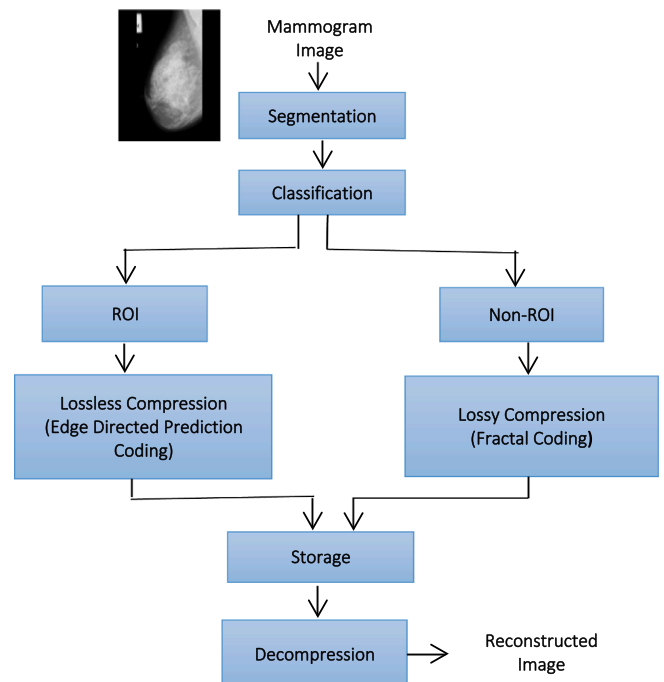 Mammogram
Image
Segmentation
Classification
ROI
Non-ROI
Lossless Compression
(Edge Directed Prediction
Coding)
Lossy Compression
(Fractal Coding)
Storage
Decompression
Reconstructed
Image